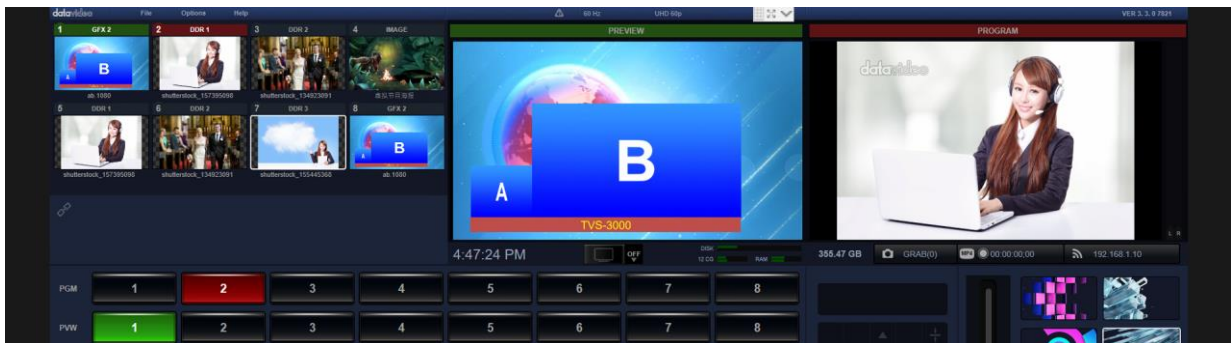 datavideo File Options Help 60 Hz UHD 60p VER 3. 3. 0 7821
1 GFX 2 2 DDR 1 3 DDR 2 4 IMAGE
ab.1080 shutterstock_157395098 shutterstock_134923091
5 DDR 1 6 DDR 2 7 DDR 3 8 GFX 2
shutterstock_157395098 shutterstock_134923091 shutterstock_155445368 ab.1080
A B
A B
PREVIEW
A B
TVS-3000
PROGRAM
datavideo
L R
4:47:24 PM OFF DISK RAM
355.47 GB GRAB(0) MP4 00:00:00;00 192.168.1.10
PGM 1 2 3 4 5 6 7 8
PVW 1 2 3 4 5 6 7 8